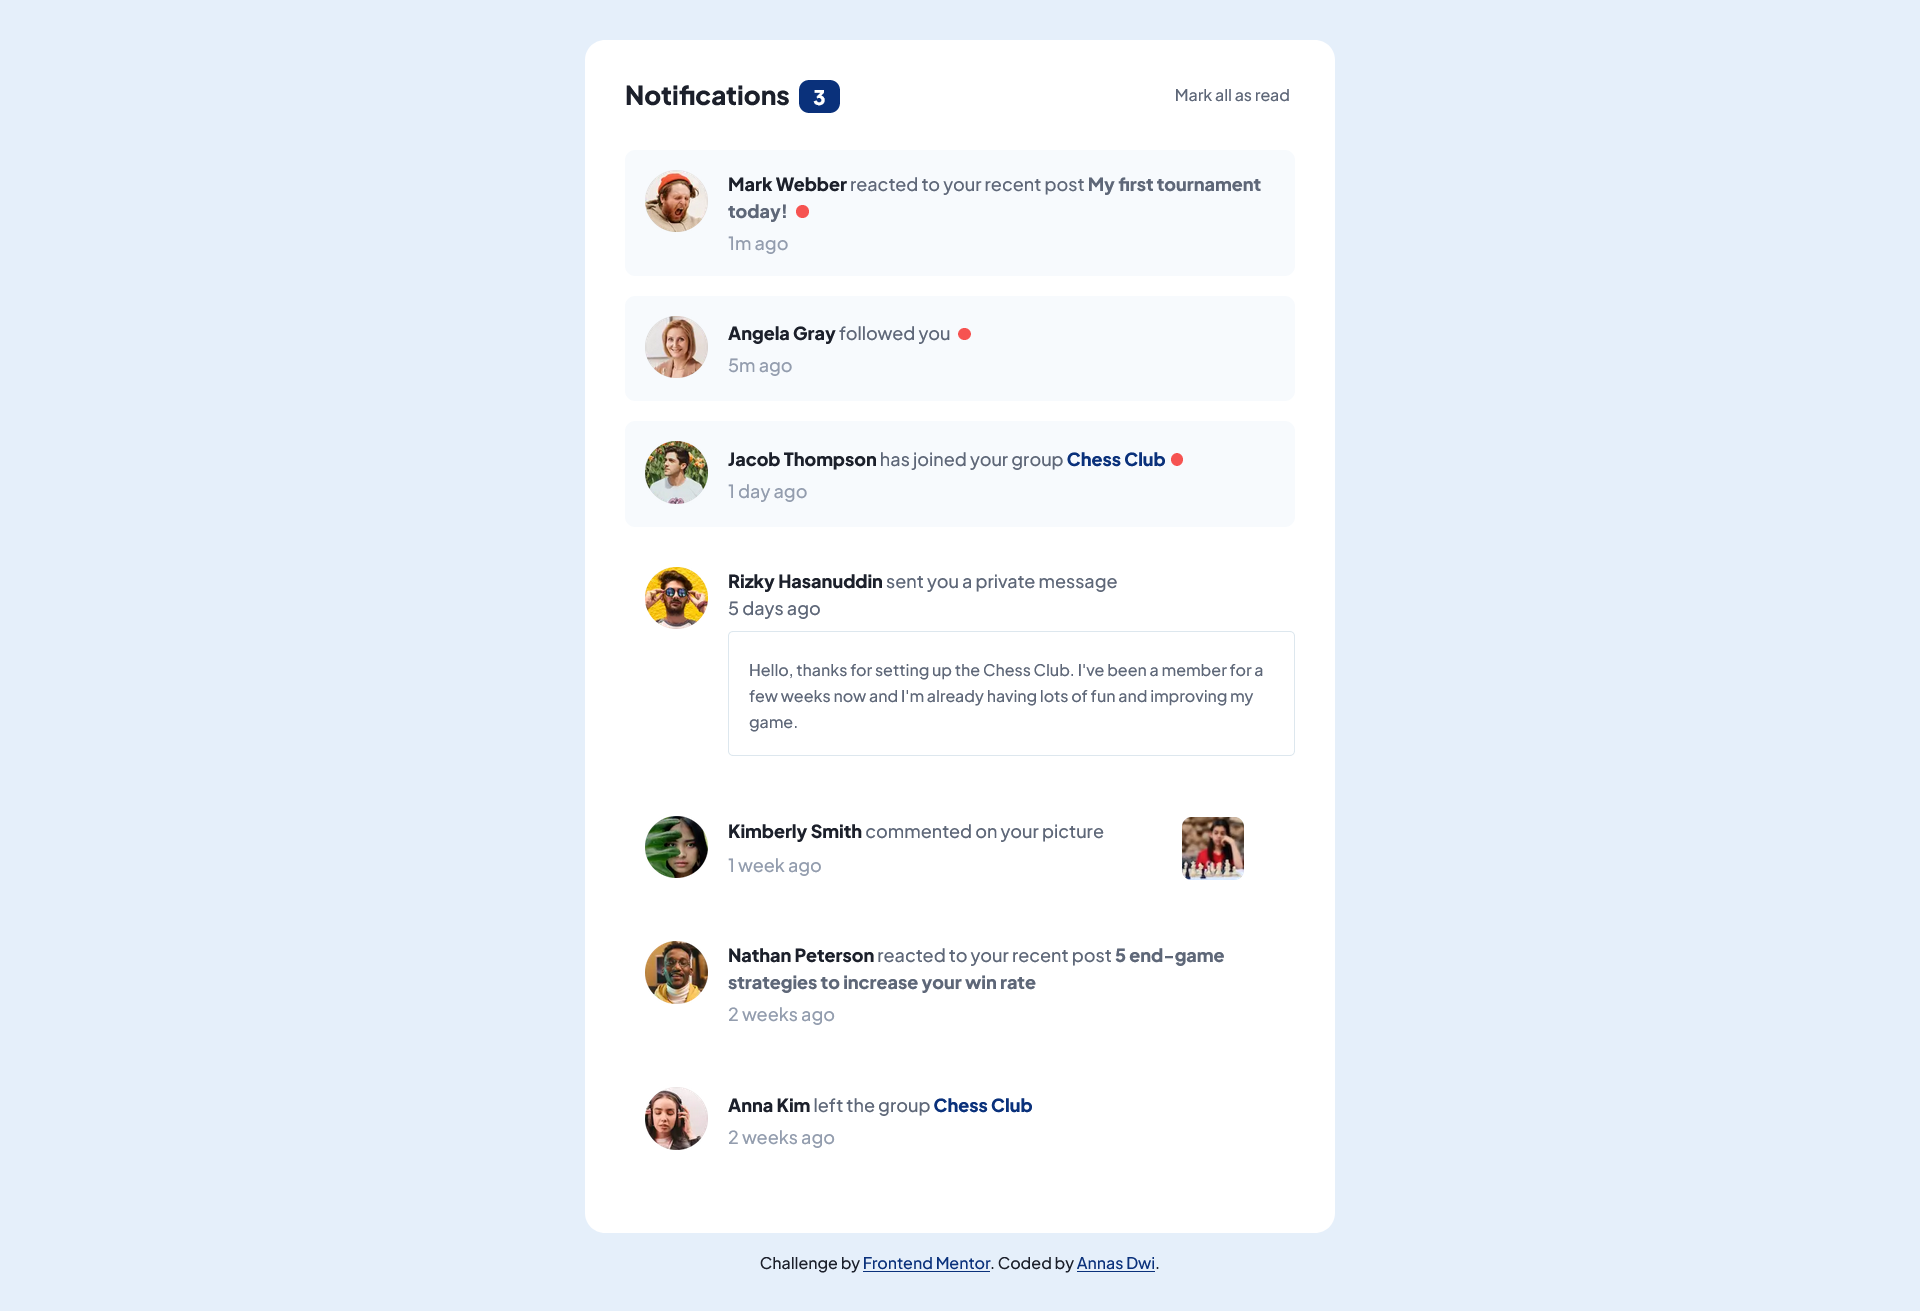 Notifications 3
Mark all as read
Mark Webber reacted to your recent post My first tournament
today!
1m ago
Angela Gray followed you
5m ago
Jacob Thompson has joined your group Chess Club
1 day ago
Rizky Hasanuddin sent you a private message
5 days ago
Hello, thanks for setting up the Chess Club. I've been a member for a
few weeks now and I'm already having lots of fun and improving my
game.
Kimberly Smith commented on your picture
1 week ago
Nathan Peterson reacted to your recent post 5 end-game
strategies to increase your win rate
2 weeks ago
Anna Kim left the group Chess Club
2 weeks ago
Challenge by Frontend Mentor. Coded by Annas Dwi.